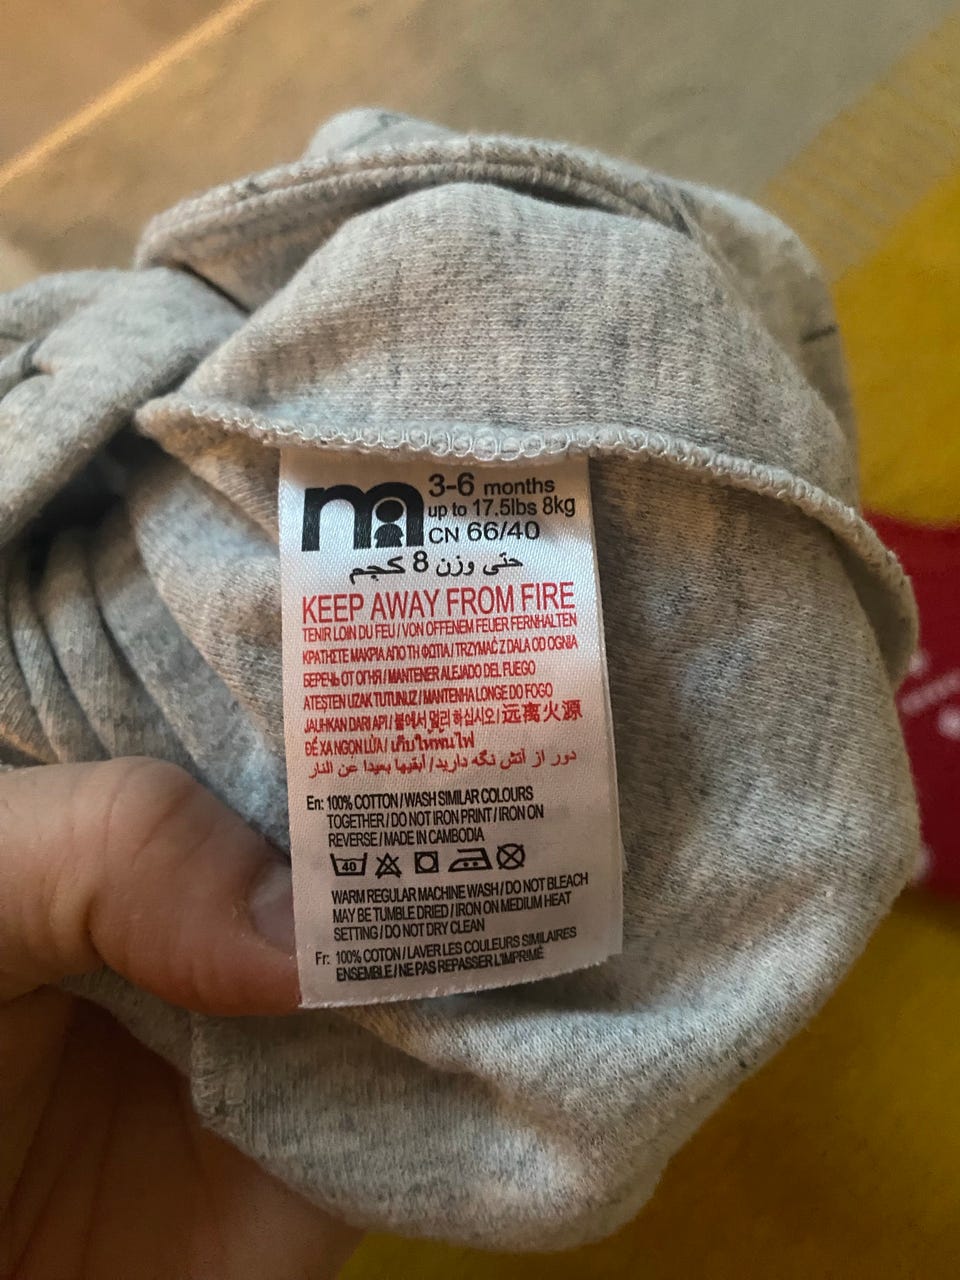 m
3-6 months
up to 17.5lbs 8kg
CN 66/40
حتى وزن 8 كجم
KEEP AWAY FROM FIRE
TENIR LOIN DU FEU / VON OFFENEM FEUER FERNHALTEN
ΚΡΑΤΗΣΤΕ ΜΑΚΡΙΑ ΑΠΟ ΤΗ ΦΩΤΙΑ / TRZYMAĆ Z DALA OD OGNIA
БЕРЕЧЬ ОТ ОГНЯ / MANTENER ALEJADO DEL FUEGO
ATEŞTEN UZAK TUTUNUZ / MANTENHA LONGE DO FOGO
JAUHKAN DARI API / 불에서 멀리 하십시오 / 远离火源
ĐỂ XA NGỌN LỬA / เก็บให้พ้นไฟ
دور از آتش نگه دارید / أبقيها بعيدا عن النار
En: 100% COTTON / WASH SIMILAR COLOURS
TOGETHER / DO NOT IRON PRINT / IRON ON
REVERSE / MADE IN CAMBODIA
40
WARM REGULAR MACHINE WASH / DO NOT BLEACH
MAY BE TUMBLE DRIED / IRON ON MEDIUM HEAT
SETTING / DO NOT DRY CLEAN
Fr: 100% COTON / LAVER LES COULEURS SIMILAIRES
ENSEMBLE / NE PAS REPASSER L'IMPRIMÉ